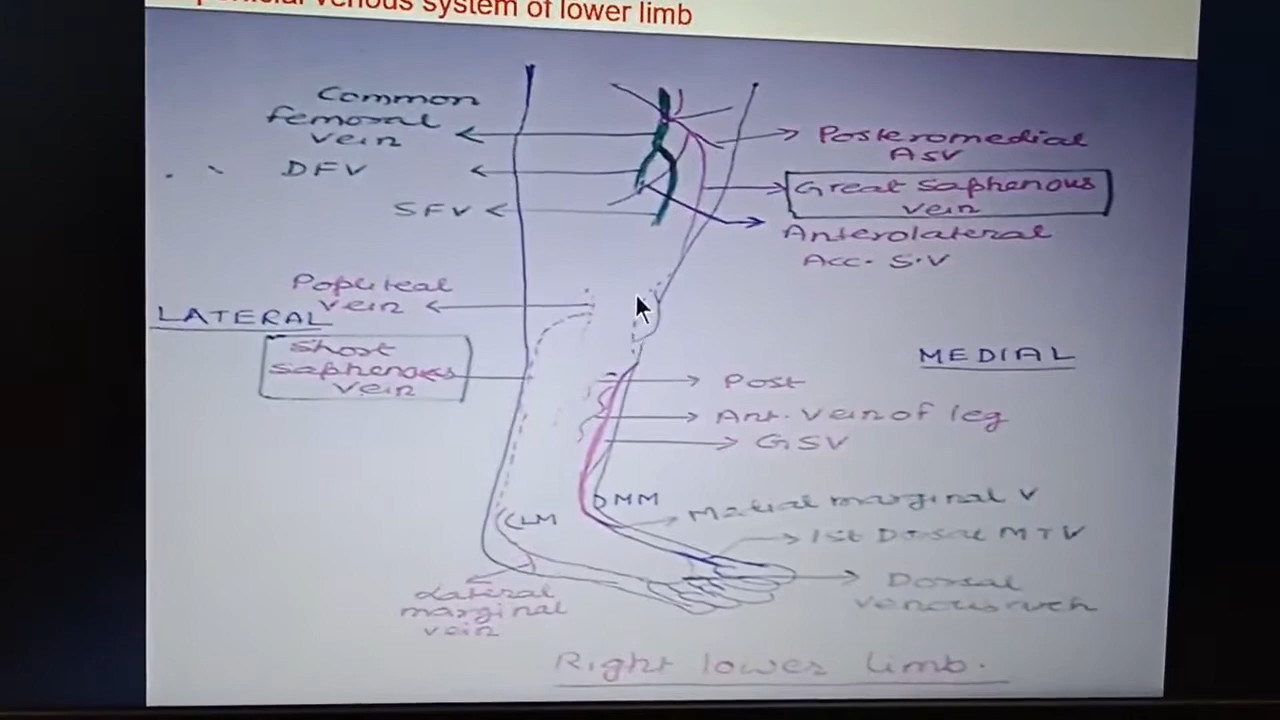 venous system of lower limb
Common
femoral
vein
DFV
SFV
Popliteal
vein
LATERAL
Short
saphenous
vein
Posteromedial
ASV
Great saphenous
vein
Anterolateral
Acc. S.V
MEDIAL
Post
Ant. vein of leg
GSV
MM
LM
Medial marginal V
1st Dorsal MTV
Dorsal
venous arch
Lateral
marginal
vein
Right lower limb.